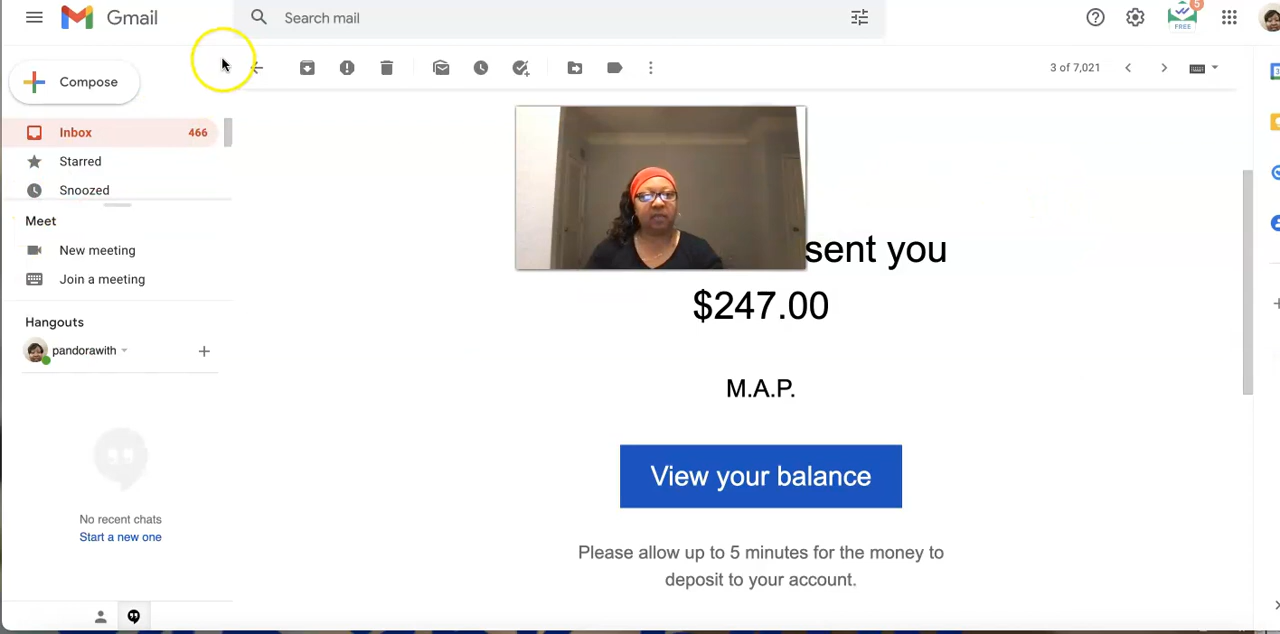 Gmail
Search mail
5
FREE
Compose
3 of 7,021
Inbox 466
Starred
Snoozed
Meet
New meeting
Join a meeting
Hangouts
pandorawith
No recent chats
Start a new one
sent you
$247.00
M.A.P.
View your balance
Please allow up to 5 minutes for the money to
deposit to your account.